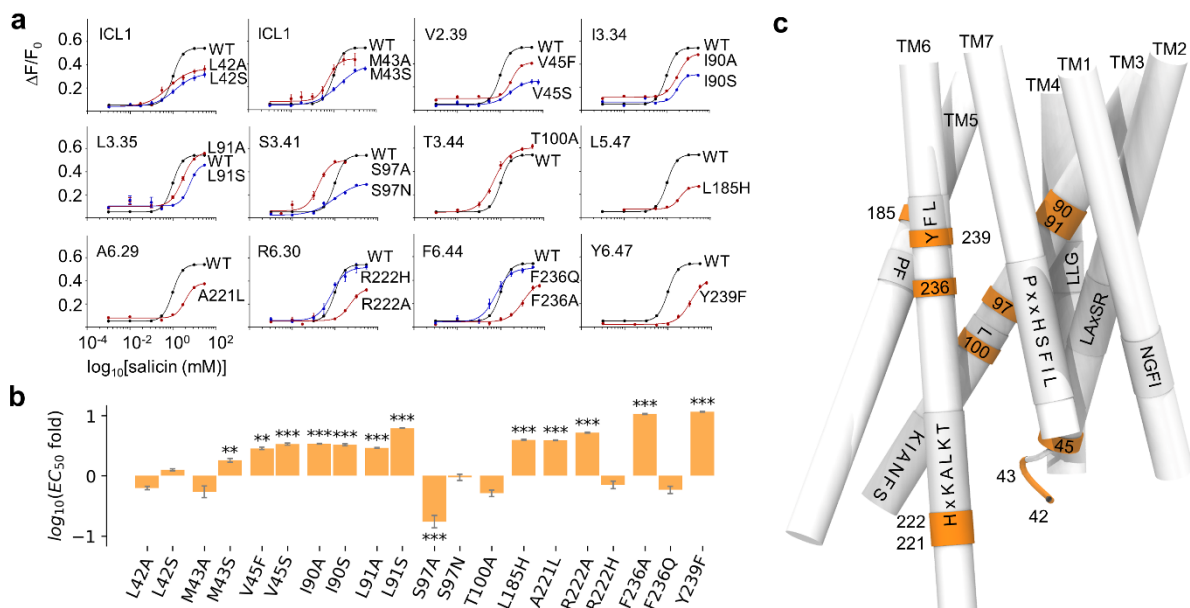 a
ICL1
ICL1
V2.39
I3.34
ΔF/F0
0.6
0.4
0.2
WT
L42A
L42S
WT
M43A
M43S
WT
V45F
V45S
WT
I90A
I90S
L3.35
S3.41
T3.44
L5.47
0.6
0.4
0.2
L91A
WT
L91S
WT
S97A
S97N
T100A
WT
WT
L185H
A6.29
R6.30
F6.44
Y6.47
0.6
0.4
0.2
WT
A221L
WT
R222H
R222A
WT
F236Q
F236A
WT
Y239F
10−4 10−2 100 102
log10[salicin (mM)]
b
log10(EC50 fold)
1
0
−1
** ** *** *** *** *** *** *** *** *** *** *** ***
L42A L42S M43A M43S V45F V45S I90A I90S L91A L91S S97A S97N T100A L185H A221L R222A R222H F236A F236Q Y239F
c
TM6
TM7
TM2
TM3
TM1
TM4
TM5
185
YFL
239
PF
236
90
91
LLG
97
L
100
PxxHSFIL
LAxSR
NGFI
KIANFS
HxKALKT
45
43
42
222
221